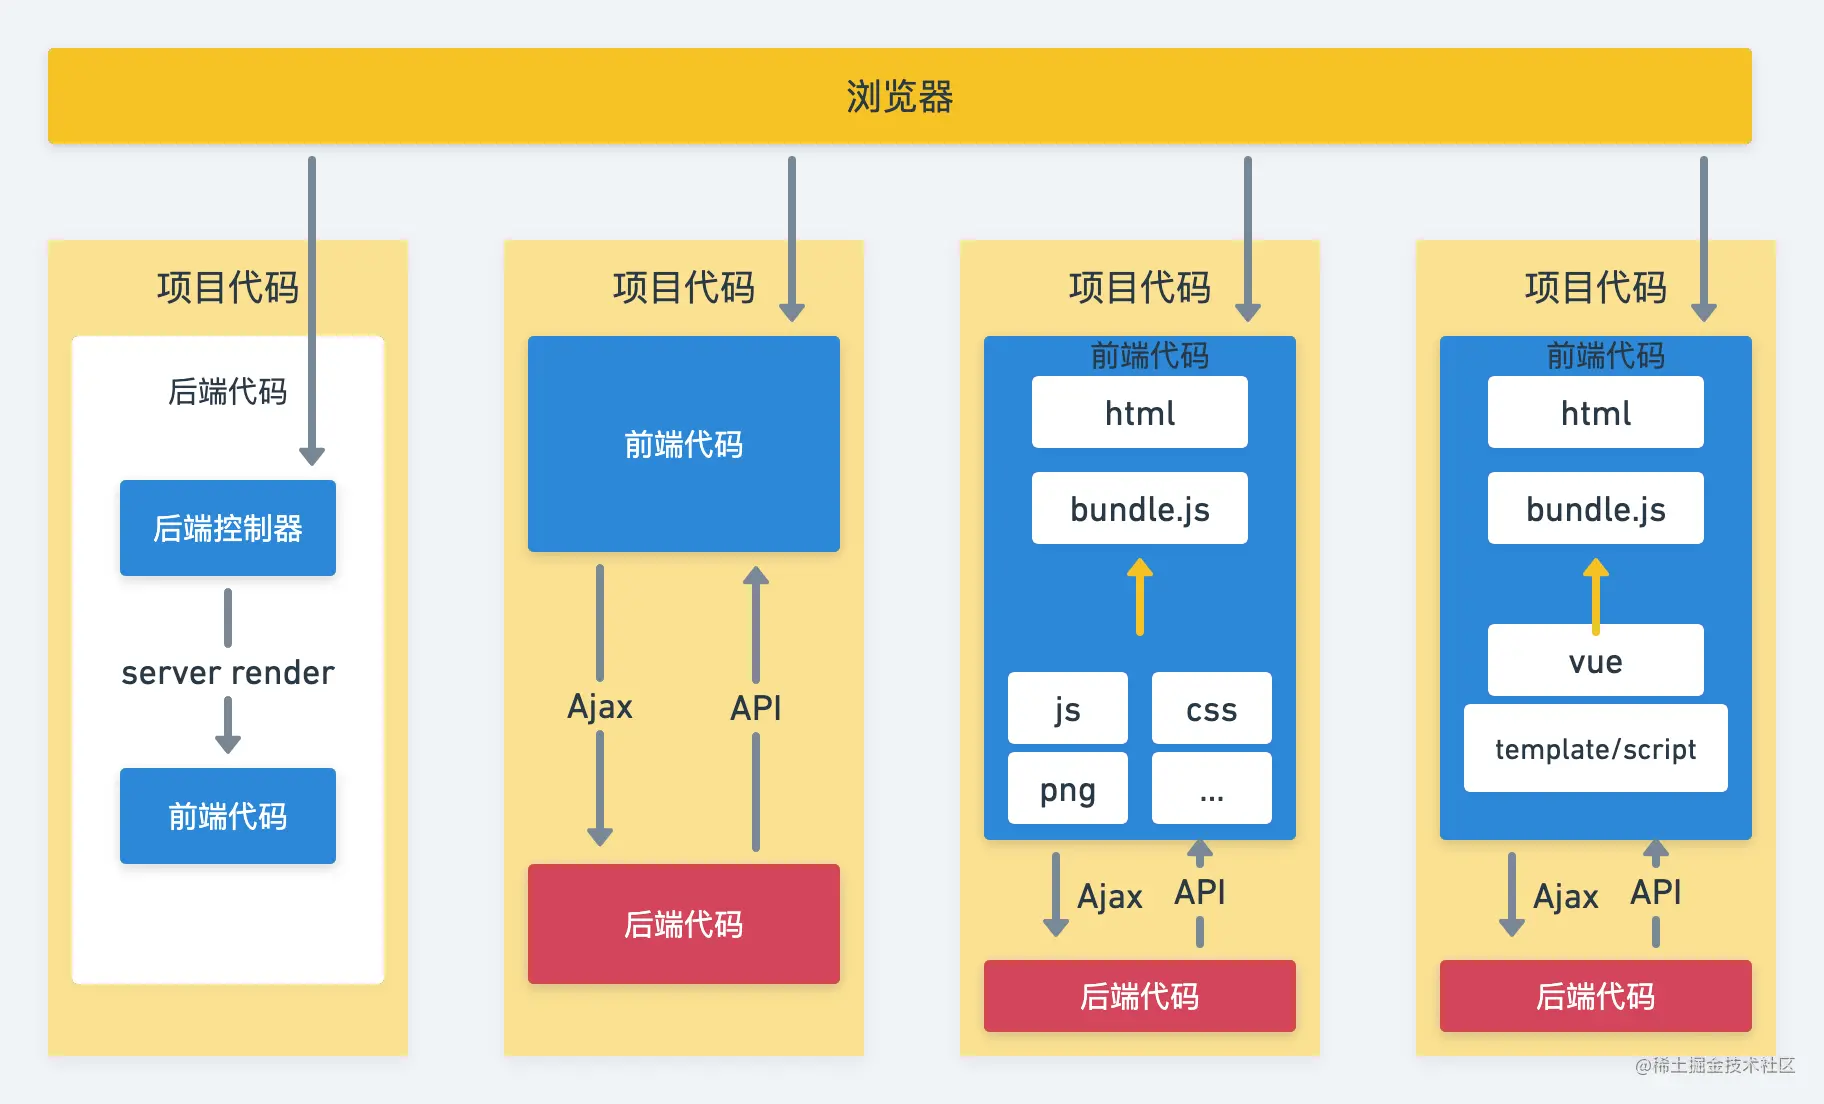 浏览器
项目代码
后端代码
后端控制器
server render
前端代码
项目代码
前端代码
Ajax
API
后端代码
项目代码
前端代码
html
bundle.js
js
css
png
...
Ajax
API
后端代码
项目代码
前端代码
html
bundle.js
vue
template/script
Ajax
API
后端代码
@稀土掘金技术社区